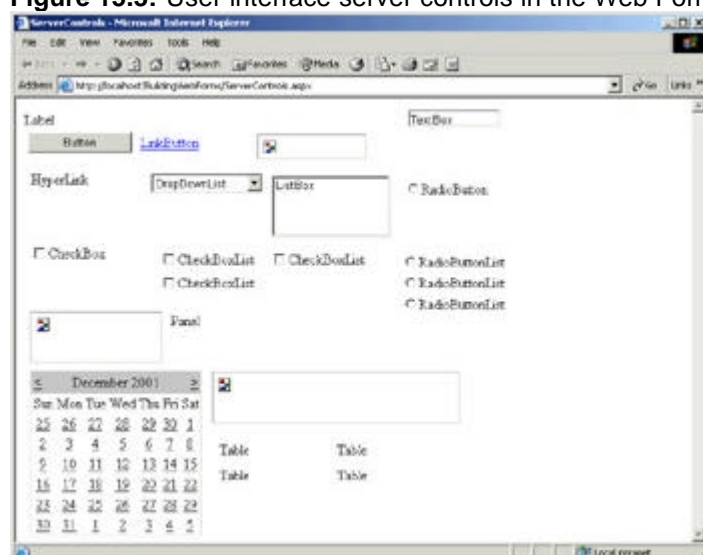 Figure 15.3: User interface server controls in the Web Form
ServerControls - Microsoft Internet Explorer
File Edit View Favorites Tools Help
Search Favorites Media
Address http://localhost/BuildingWebForms/ServerControls.aspx Go Links »
Label
TextBox
Button LinkButton
HyperLink DropDownList ListBox RadioButton
CheckBox CheckBoxList CheckBoxList RadioButtonList
CheckBoxList RadioButtonList
RadioButtonList
Panel
< December 2001 >
Sun Mon Tue Wed Thu Fri Sat
25 26 27 28 29 30 1
2 3 4 5 6 7 8
9 10 11 12 13 14 15
16 17 18 19 20 21 22
23 24 25 26 27 28 29
30 31 1 2 3 4 5
Table Table
Table Table
Local intranet